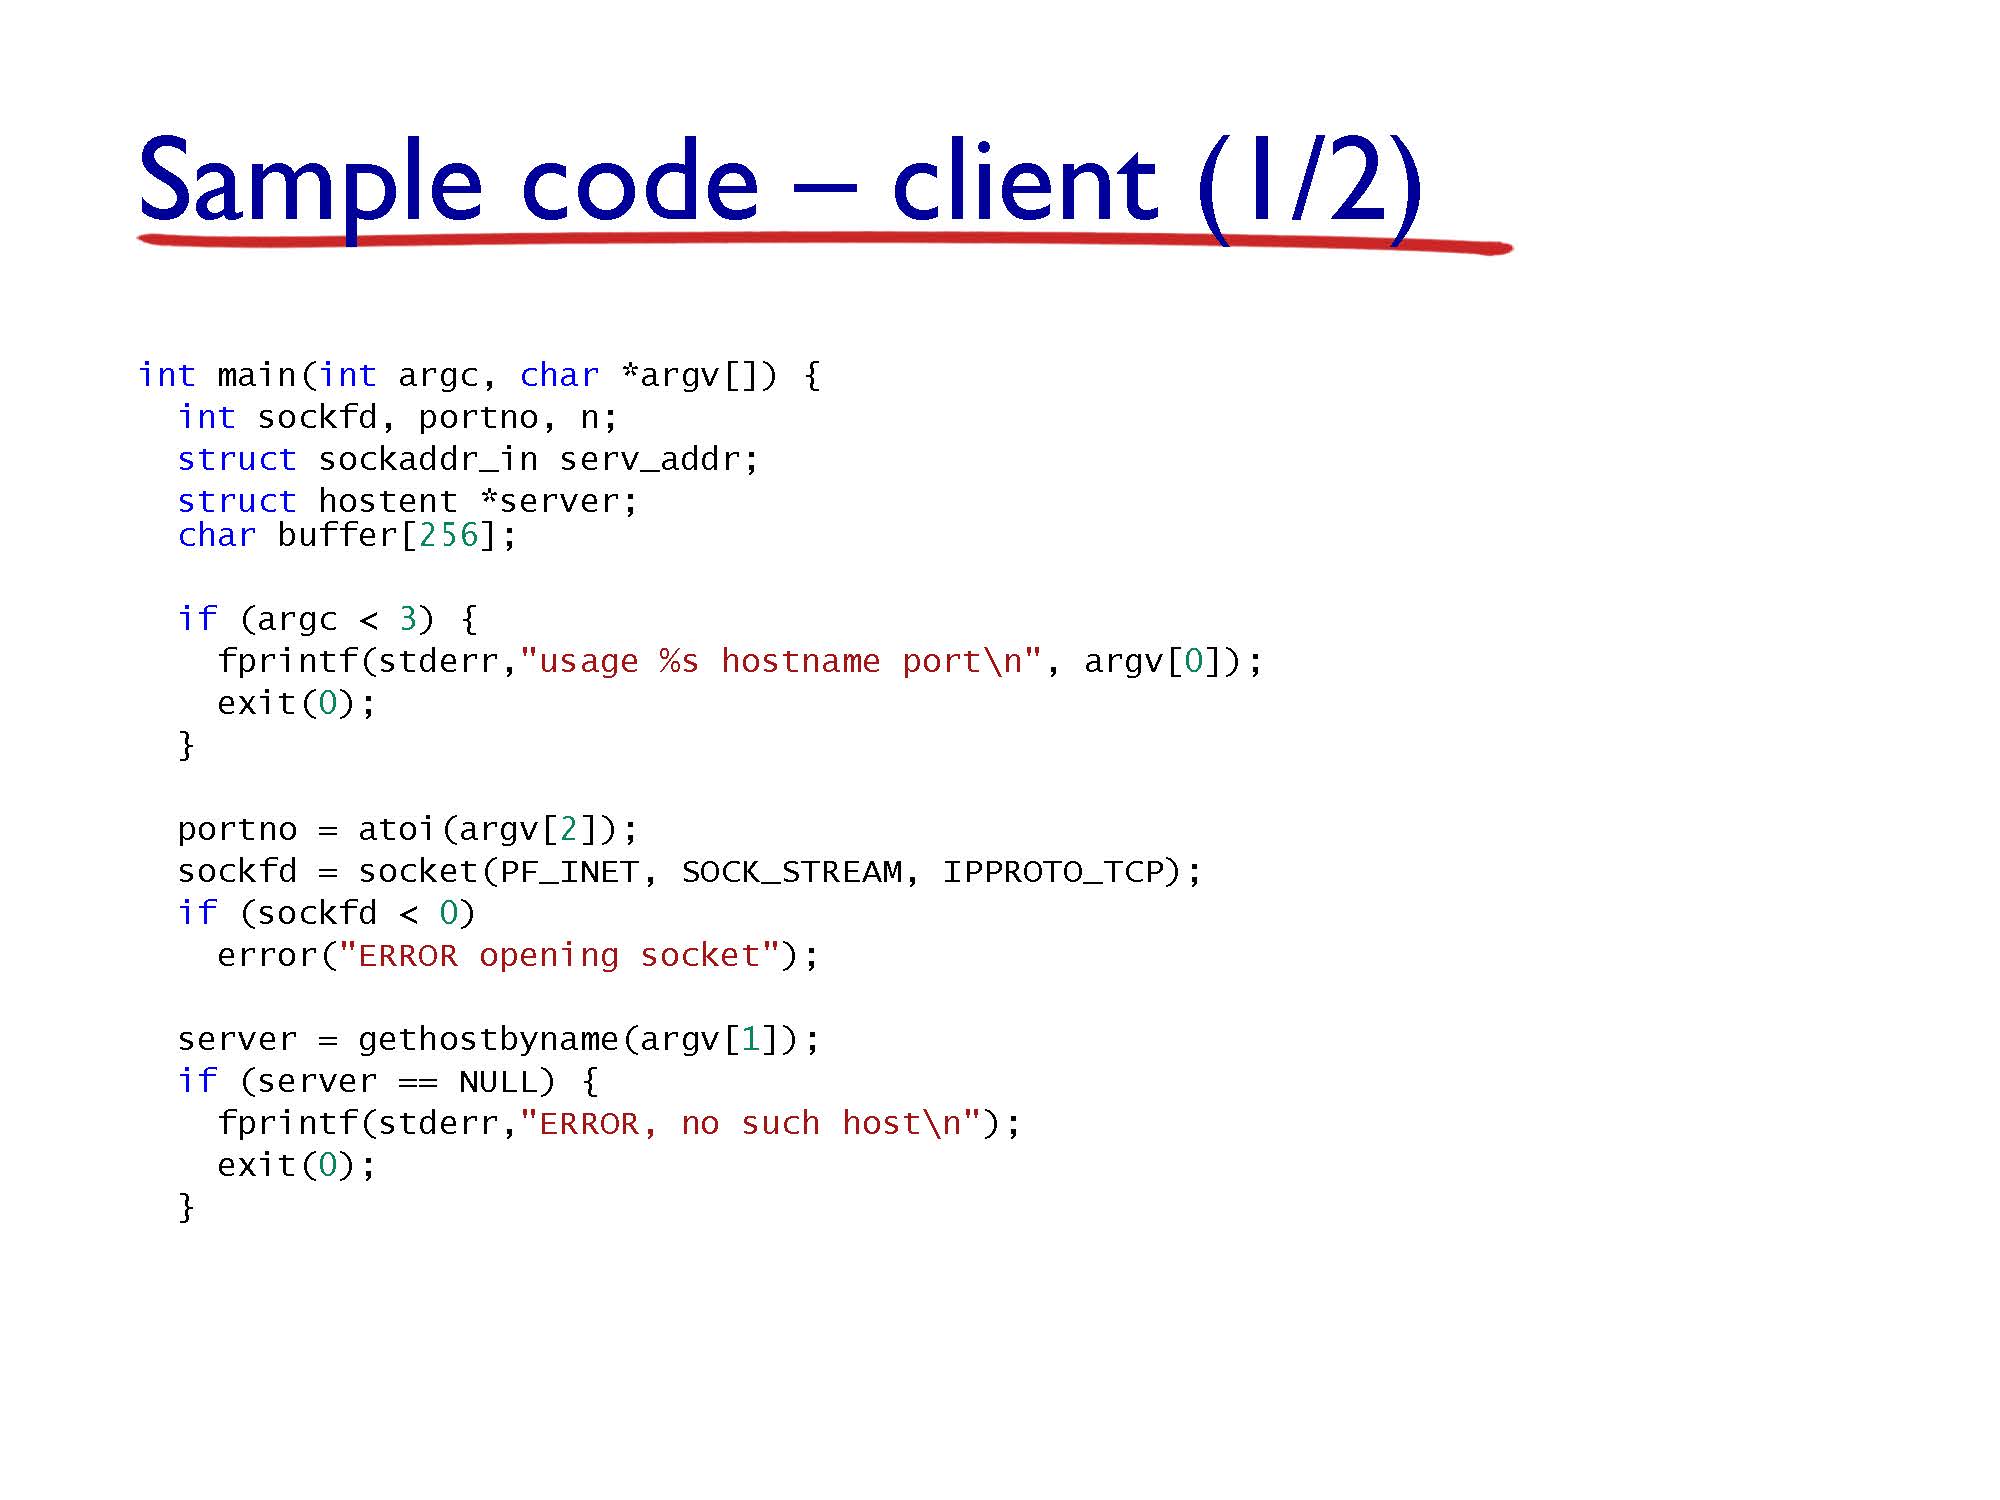 Sample code – client (1/2)
int main(int argc, char *argv[]) {
  int sockfd, portno, n;
  struct sockaddr_in serv_addr;
  struct hostent *server;
  char buffer[256];
  if (argc < 3) {
    fprintf(stderr,"usage %s hostname port\n", argv[0]);
    exit(0);
  }
  portno = atoi(argv[2]);
  sockfd = socket(PF_INET, SOCK_STREAM, IPPROTO_TCP);
  if (sockfd < 0)
    error("ERROR opening socket");
  server = gethostbyname(argv[1]);
  if (server == NULL) {
    fprintf(stderr,"ERROR, no such host\n");
    exit(0);
  }